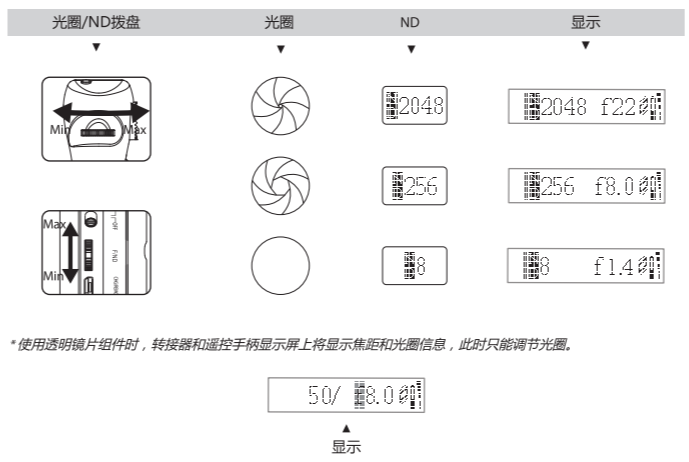 光圈/ND拨盘 光圈 ND 显示
Min Max
2048
2048 f22
256
256 f8.0
Max
Min
F/ND
8
8 f1.4
*使用透明镜片组件时，转接器和遥控手柄显示屏上将显示焦距和光圈信息，此时只能调节光圈。
50/ 8.0
显示